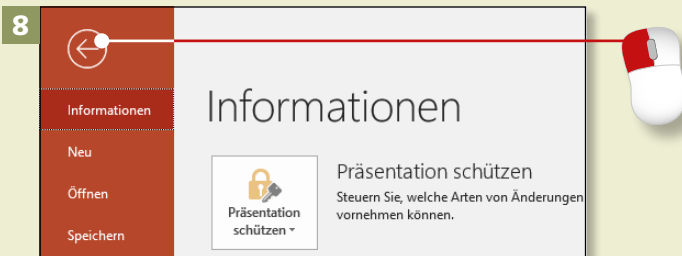 8
Informationen
Informationen
Neu
Öffnen
Speichern
Präsentation schützen
Steuern Sie, welche Arten von Änderungen
vornehmen können.
Präsentation
schützen